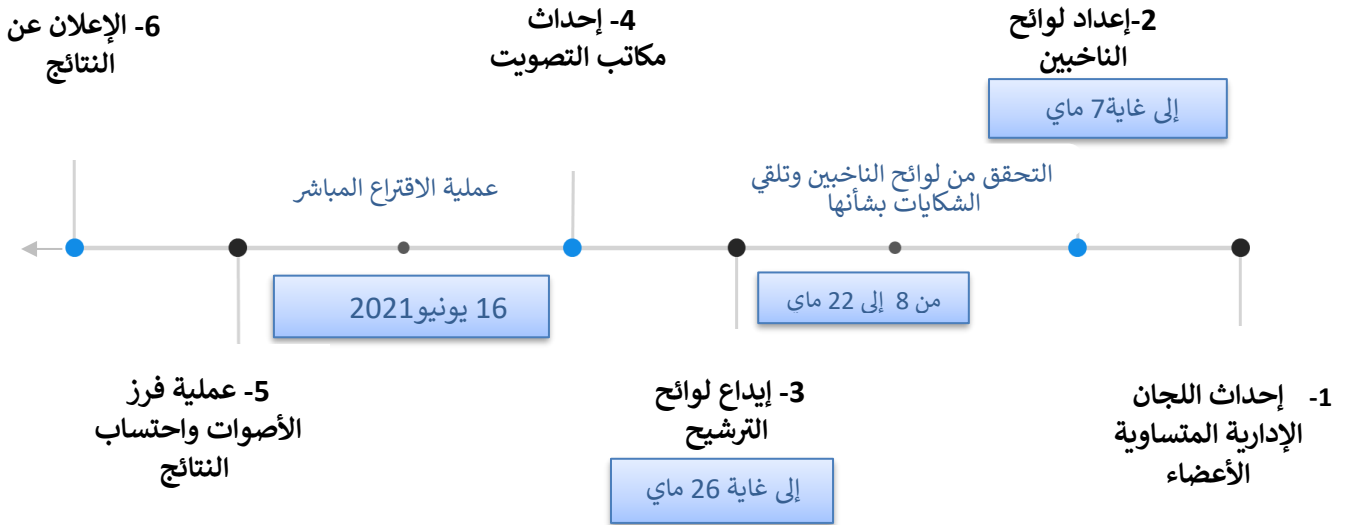 1- إحداث اللجان
الإدارية المتساوية
الأعضاء
2-إعداد لوائح
الناخبين
إلى غاية7 ماي
التحقق من لوائح الناخبين وتلقي
الشكايات بشأنها
من 8 إلى 22 ماي
3- إيداع لوائح
الترشيح
إلى غاية 26 ماي
4- إحداث
مكاتب التصويت
عملية الاقتراع المباشر
16 يونيو2021
5- عملية فرز
الأصوات واحتساب
النتائج
6- الإعلان عن
النتائج